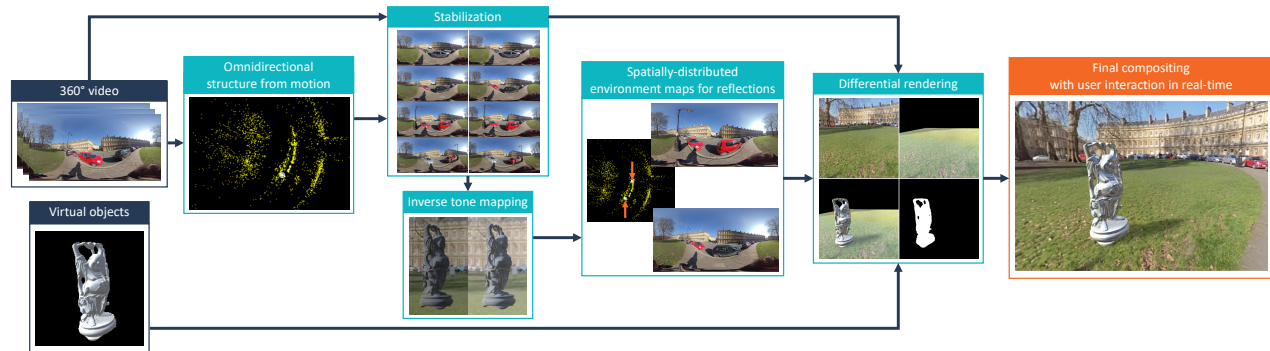 Stabilization
Omnidirectional
structure from motion
360° video
Spatially-distributed
environment maps for reflections
Differential rendering
Final compositing
with user interaction in real-time
Virtual objects
Inverse tone mapping